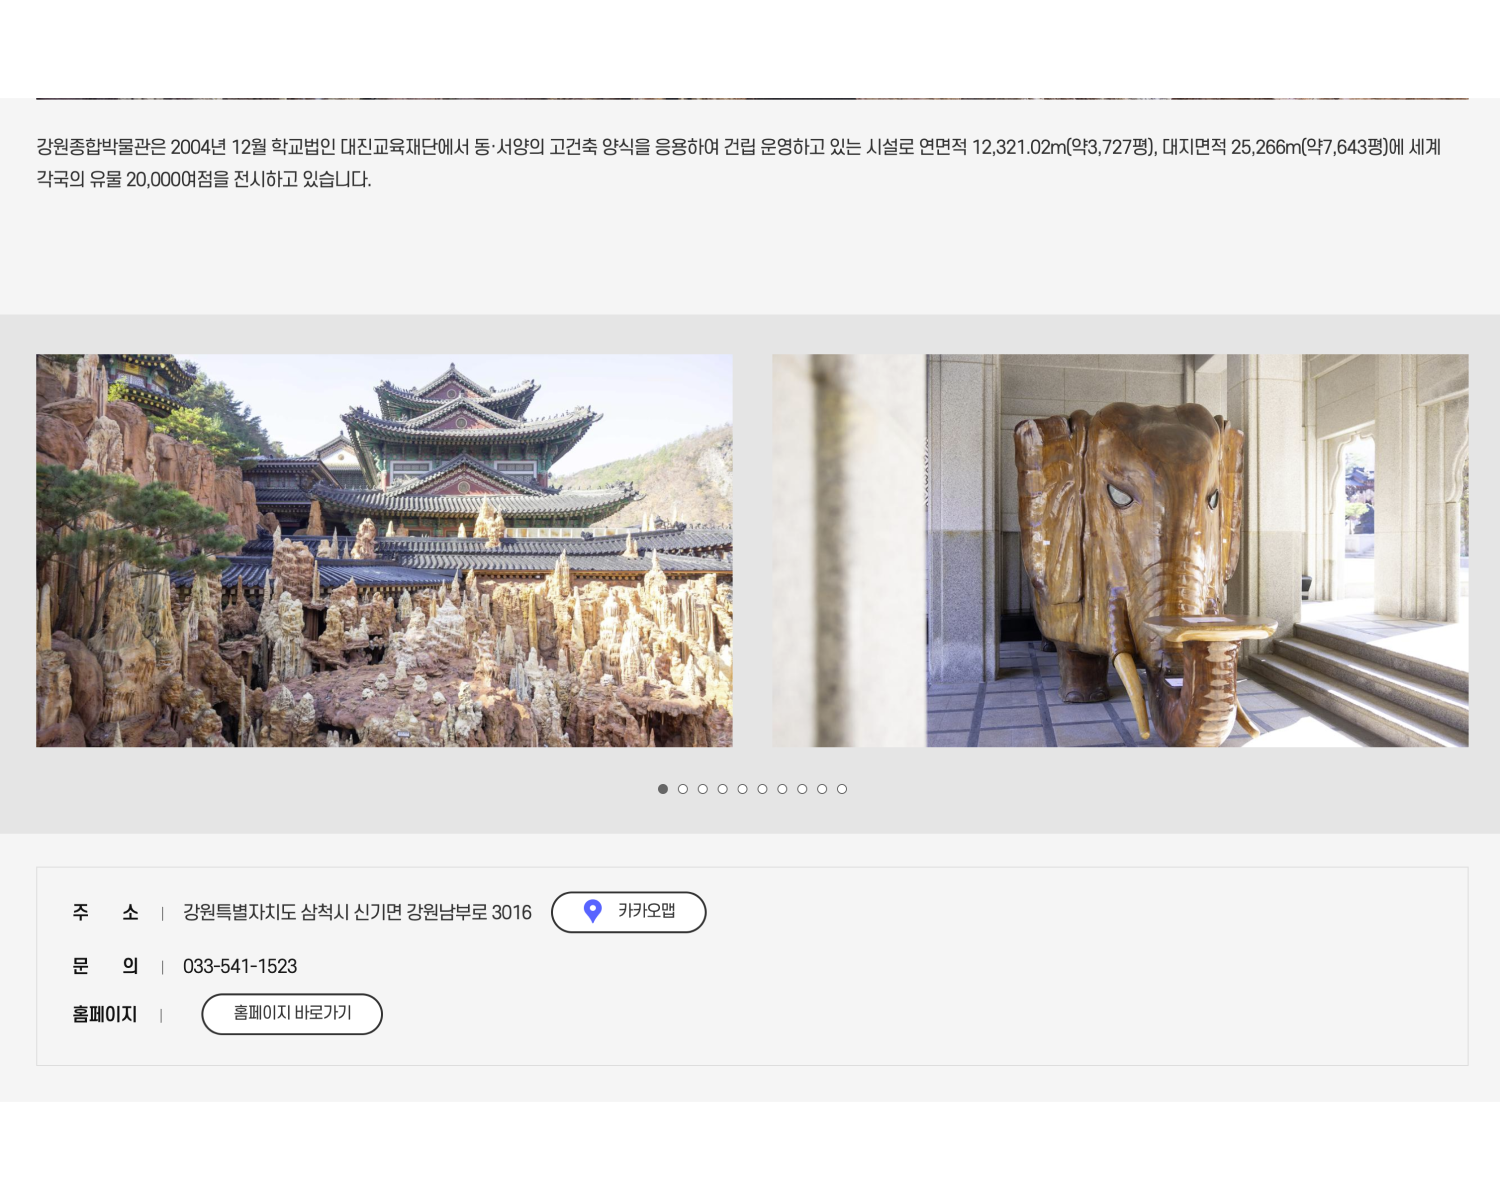 강원종합박물관은 2004년 12월 학교법인 대진교육재단에서 동·서양의 고건축 양식을 응용하여 건립 운영하고 있는 시설로 연면적 12,321.02m(약3,727평), 대지면적 25,266m(약7,643평)에 세계
각국의 유물 20,000여점을 전시하고 있습니다.
주 소 | 강원특별자치도 삼척시 신기면 강원남부로 3016 카카오맵
문 의 | 033-541-1523
홈페이지 | 홈페이지 바로가기